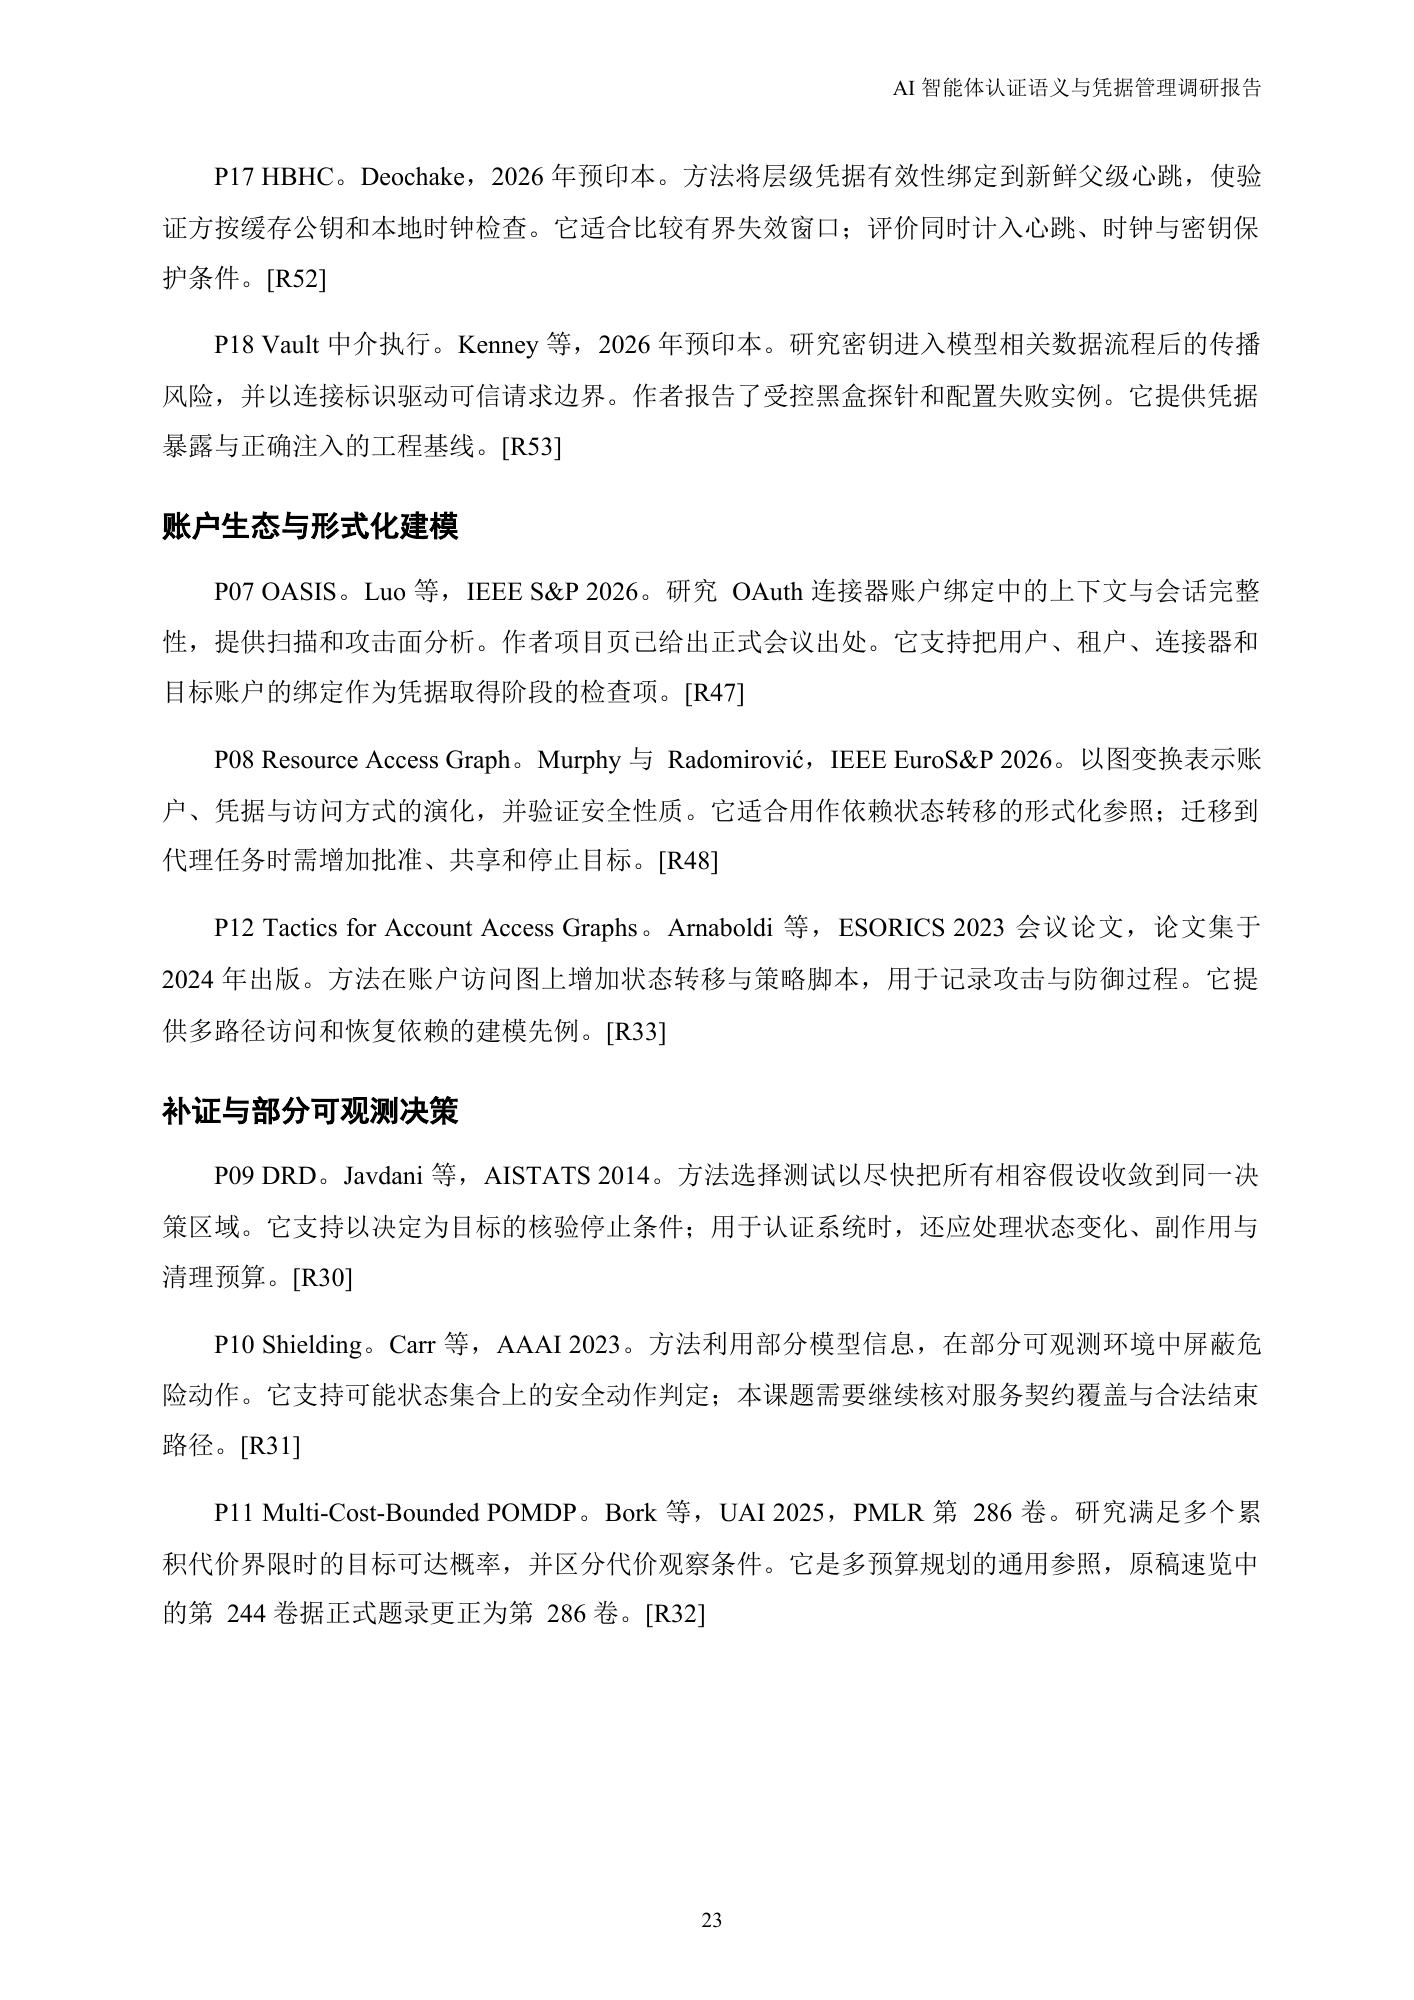 AI 智能体认证语义与凭据管理调研报告
P17 HBHC。Deochake，2026 年预印本。方法将层级凭据有效性绑定到新鲜父级心跳，使验
证方按缓存公钥和本地时钟检查。它适合比较有界失效窗口；评价同时计入心跳、时钟与密钥保
护条件。[R52]
P18 Vault 中介执行。Kenney 等，2026 年预印本。研究密钥进入模型相关数据流程后的传播
风险，并以连接标识驱动可信请求边界。作者报告了受控黑盒探针和配置失败实例。它提供凭据
暴露与正确注入的工程基线。[R53]
账户生态与形式化建模
P07 OASIS。Luo 等，IEEE S&P 2026。研究 OAuth 连接器账户绑定中的上下文与会话完整
性，提供扫描和攻击面分析。作者项目页已给出正式会议出处。它支持把用户、租户、连接器和
目标账户的绑定作为凭据取得阶段的检查项。[R47]
P08 Resource Access Graph。Murphy 与 Radomirović，IEEE EuroS&P 2026。以图变换表示账
户、凭据与访问方式的演化，并验证安全性质。它适合用作依赖状态转移的形式化参照；迁移到
代理任务时需增加批准、共享和停止目标。[R48]
P12 Tactics for Account Access Graphs。Arnaboldi 等，ESORICS 2023 会议论文，论文集于
2024 年出版。方法在账户访问图上增加状态转移与策略脚本，用于记录攻击与防御过程。它提
供多路径访问和恢复依赖的建模先例。[R33]
补证与部分可观测决策
P09 DRD。Javdani 等，AISTATS 2014。方法选择测试以尽快把所有相容假设收敛到同一决
策区域。它支持以决定为目标的核验停止条件；用于认证系统时，还应处理状态变化、副作用与
清理预算。[R30]
P10 Shielding。Carr 等，AAAI 2023。方法利用部分模型信息，在部分可观测环境中屏蔽危
险动作。它支持可能状态集合上的安全动作判定；本课题需要继续核对服务契约覆盖与合法结束
路径。[R31]
P11 Multi-Cost-Bounded POMDP。Bork 等，UAI 2025，PMLR 第 286 卷。研究满足多个累
积代价界限时的目标可达概率，并区分代价观察条件。它是多预算规划的通用参照，原稿速览中
的第 244 卷据正式题录更正为第 286 卷。[R32]
23